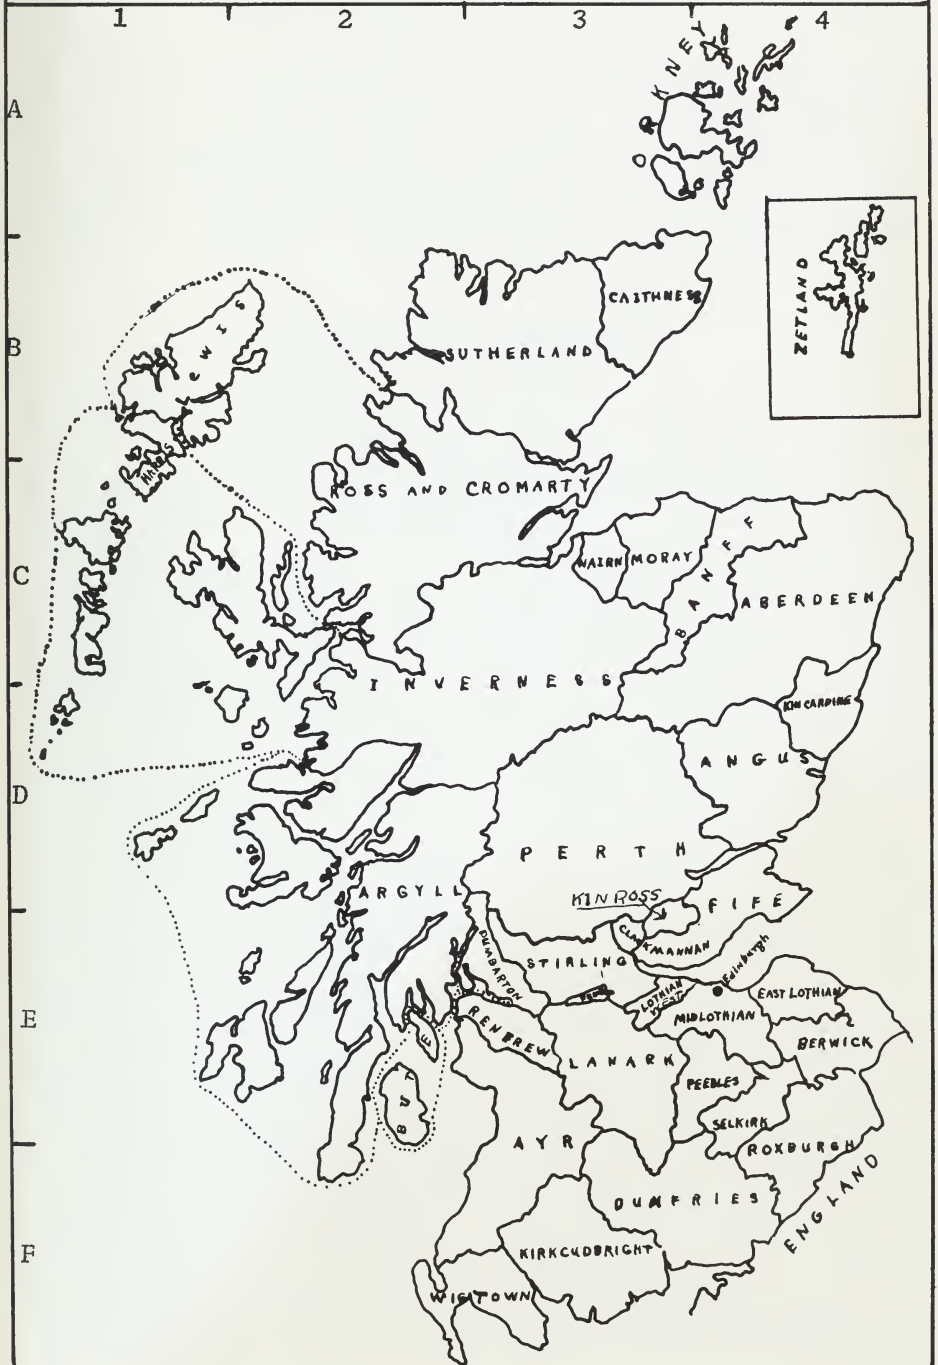 1 2 3 4
A
ORKNEY
ZETLAND
CAITHNESS
LEWIS
B
SUTHERLAND
HARRIS
ROSS AND CROMARTY
BANFF
NAIRN
MORAY
C
ABERDEEN
INVERNESS
KINCARDINE
ANGUS
D
PERTH
ARGYLL
KINROSS
FIFE
CLACKMANNAN
DUMBARTON
STIRLING
Edinburgh
LOTHIAN
WEST
EAST LOTHIAN
E
RENFREW
MIDLOTHIAN
BERWICK
LANARK
PEEBLES
BUTE
SELKIRK
AYR
ROXBURGH
DUMFRIES
ENGLAND
F
KIRKCUDBRIGHT
WIGTOWN